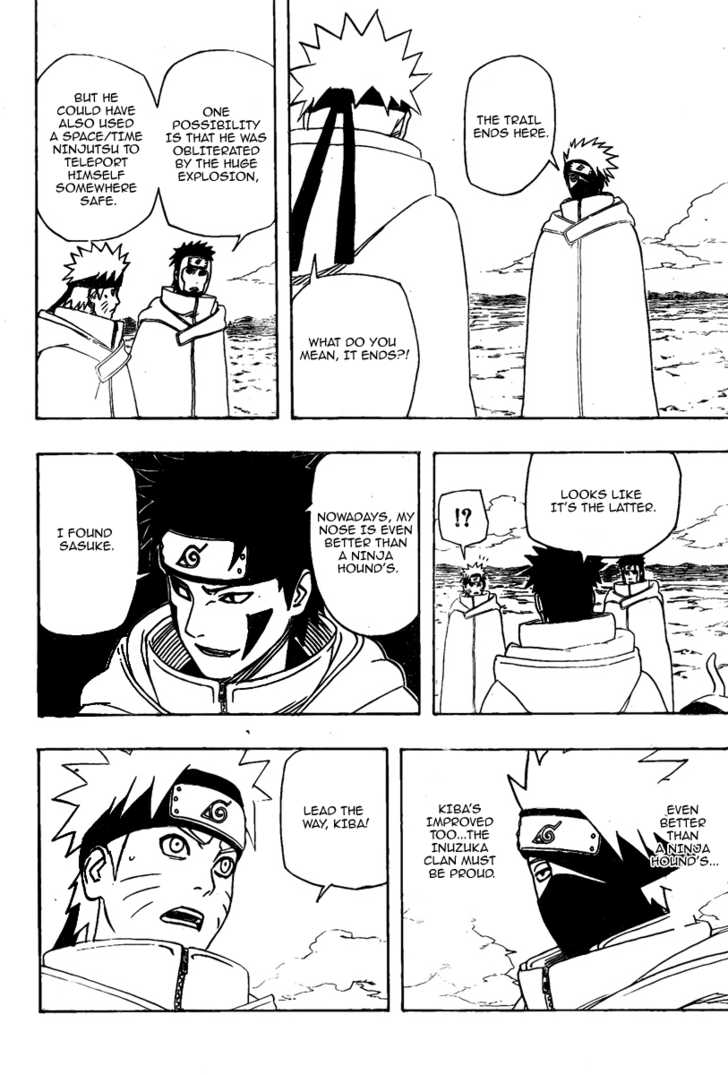 THE TRAIL
ENDS HERE.
WHAT DO YOU
MEAN, IT ENDS?!
ONE
POSSIBILITY
IS THAT HE WAS
OBLITERATED
BY THE HUGE
EXPLOSION,
BUT HE
COULD HAVE
ALSO USED
A SPACE/TIME
NINJUTSU TO
TELEPORT
HIMSELF
SOMEWHERE
SAFE.
LOOKS LIKE
IT'S THE LATTER.
!?
NOWADAYS, MY
NOSE IS EVEN
BETTER THAN
A NINJA
HOUND'S.
I FOUND
SASUKE.
EVEN
BETTER
THAN
A NINJA
HOUND'S...
KIBA'S
IMPROVED
TOO...THE
INUZUKA
CLAN MUST
BE PROUD.
LEAD THE
WAY, KIBA!